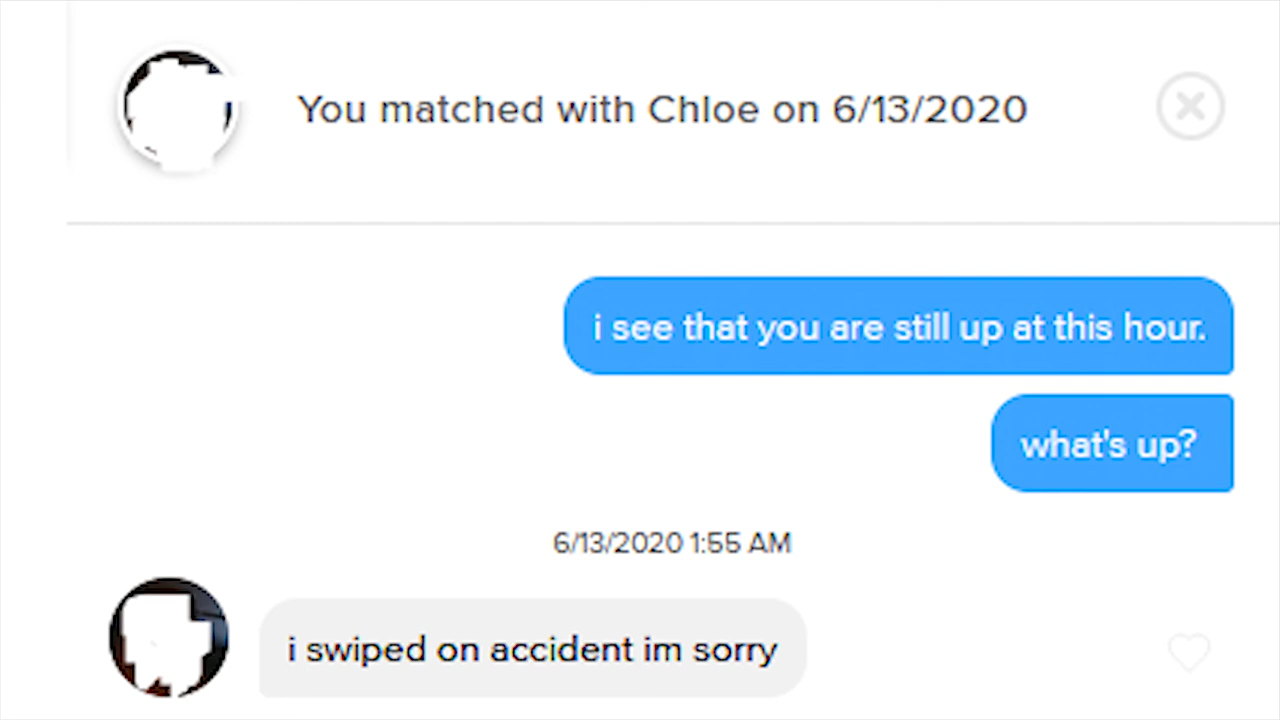 You matched with Chloe on 6/13/2020
i see that you are still up at this hour.
what's up?
6/13/2020 1:55 AM
i swiped on accident im sorry